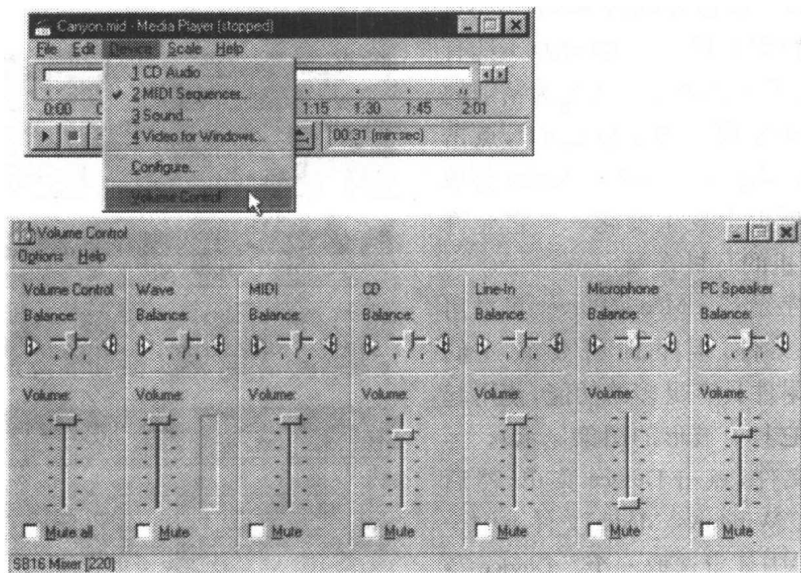 Canyon.mid - Media Player [stopped]
File Edit Device Scale Help
1 CD Audio
✔ 2 MIDI Sequencer...
3 Sound...
4 Video for Windows...
Configure...
Volume Control
0:00 1:15 1:30 1:45 2:01
00:31 (min:sec)
Volume Control
Options Help
Volume Control Wave MIDI CD Line-In Microphone PC Speaker
Balance: Balance: Balance: Balance: Balance: Balance: Balance:
Volume: Volume: Volume: Volume: Volume: Volume: Volume:
Mute all Mute Mute Mute Mute Mute Mute
SB16 Mixer [220]